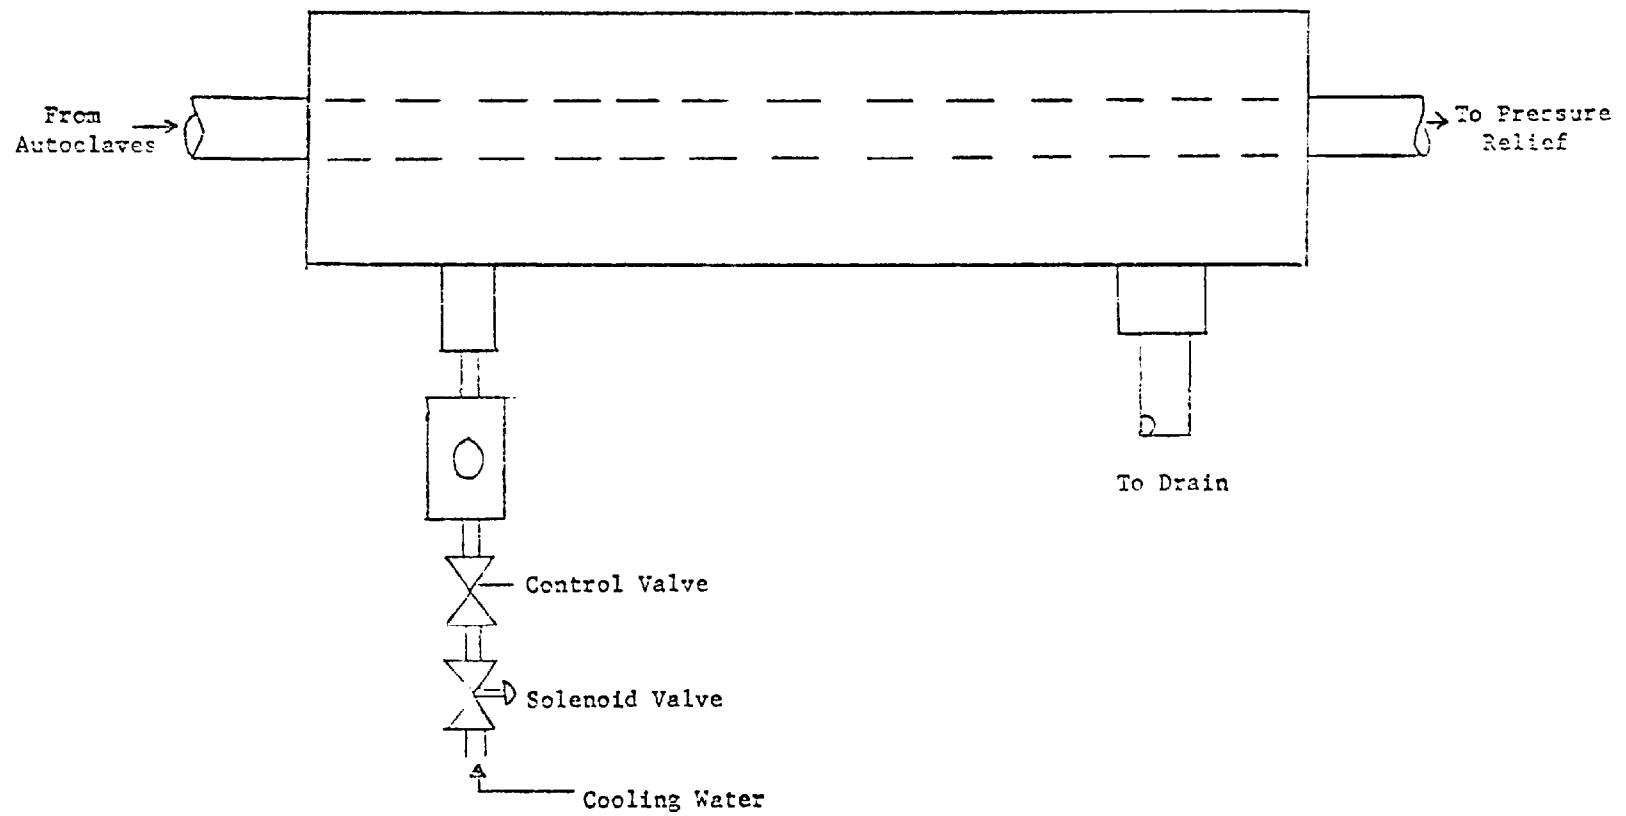 From
Autoclaves
To Pressure
Relief
To Drain
Control Valve
Solenoid Valve
Cooling Water